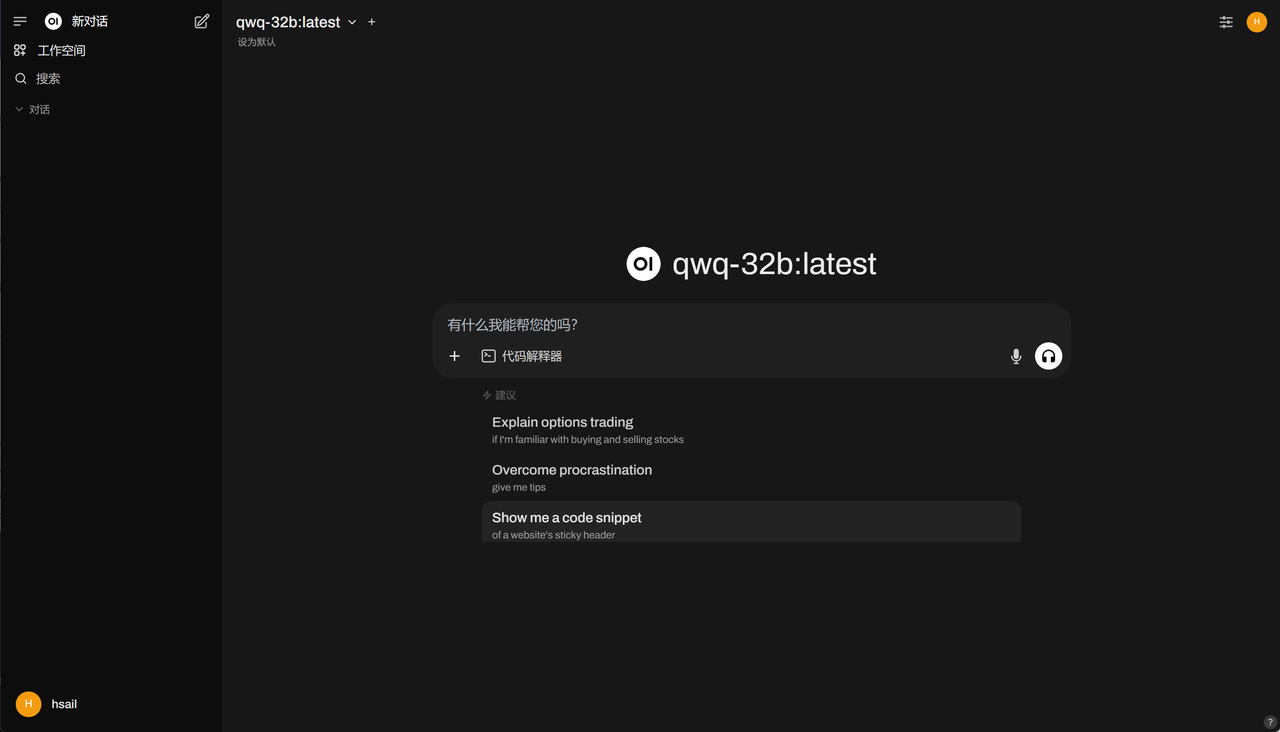 OI 新对话
工作空间
搜索
对话
H hsail
qwq-32b:latest
设为默认
H
OI qwq-32b:latest
有什么我能帮您的吗？
代码解释器
建议
Explain options trading
if I'm familiar with buying and selling stocks
Overcome procrastination
give me tips
Show me a code snippet
of a website's sticky header
?